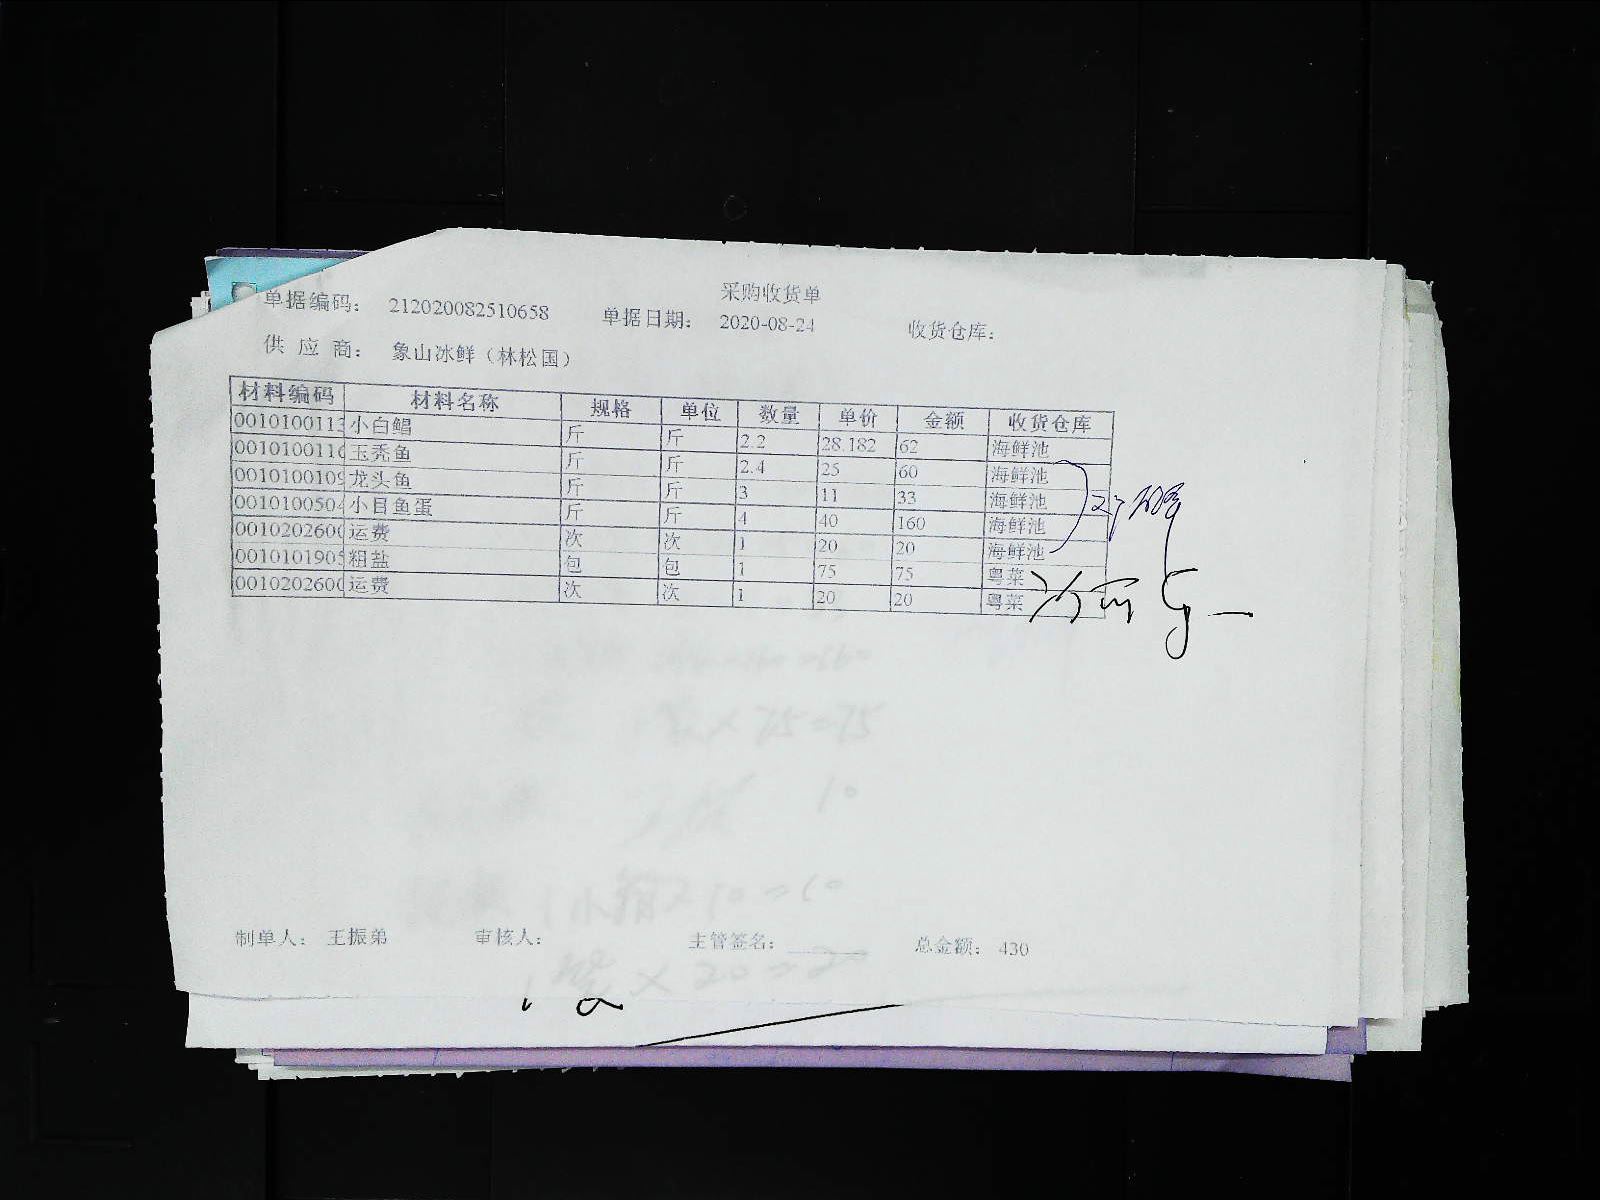 采购收货单
单据编码： 212020082510658 单据日期： 2020-08-24 收货仓库：
供 应 商： 象山冰鲜（林松国）
材料编码 材料名称 规格 单位 数量 单价 金额 收货仓库
0010100113 小白鲳 斤 斤 2.2 28.182 62 海鲜池
001010011 玉秃鱼 斤 斤 2.4 25 60 海鲜池
0010100109 龙头鱼 斤 斤 3 11 33 海鲜池
001010050 小目鱼蛋 斤 斤 4 40 160 海鲜池
001020260 运费 次 次 1 20 20 海鲜池
0010101905 粗盐 包 包 1 75 75 粤菜
001020260 运费 次 次 1 20 20 粤菜
制单人： 王振弟 审核人： 主管签名： 总金额： 430